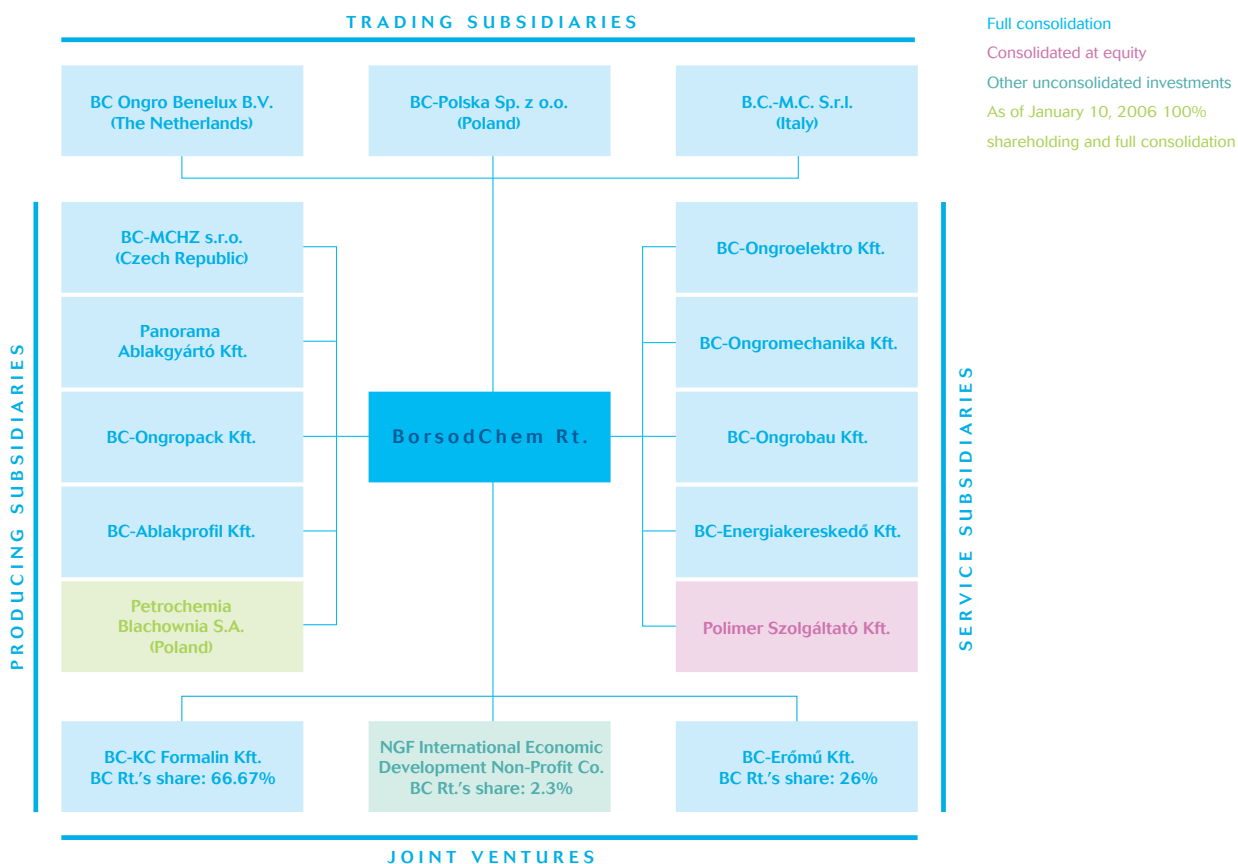 TRADING SUBSIDIARIES
Full consolidation
Consolidated at equity
Other unconsolidated investments
As of January 10, 2006 100%
shareholding and full consolidation
BC Ongro Benelux B.V.
(The Netherlands)
BC-Polska Sp. z o.o.
(Poland)
B.C.-M.C. S.r.l.
(Italy)
PRODUCING SUBSIDIARIES
BC-MCHZ s.r.o.
(Czech Republic)
Panorama
Ablakgyártó Kft.
BC-Ongropack Kft.
BC-Ablakprofil Kft.
Petrochemia
Blachownia S.A.
(Poland)
BorsodChem Rt.
BC-Ongroelektro Kft.
BC-Ongromechanika Kft.
BC-Ongrobau Kft.
BC-Energiakereskedő Kft.
Polimer Szolgáltató Kft.
SERVICE SUBSIDIARIES
BC-KC Formalin Kft.
BC Rt.'s share: 66.67%
NGF International Economic
Development Non-Profit Co.
BC Rt.'s share: 2.3%
BC-Erőmű Kft.
BC Rt.'s share: 26%
JOINT VENTURES